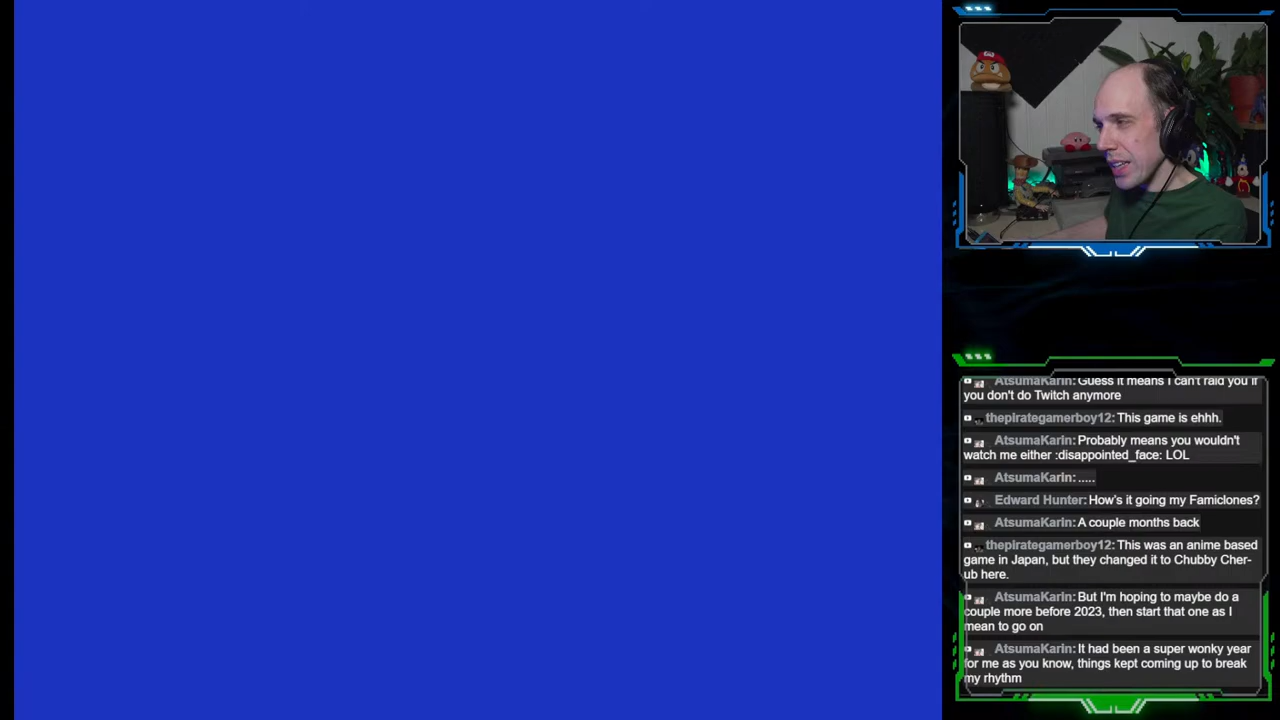 AtsumaKarin: Guess it means I can't raid you if
you don't do Twitch anymore
thepirategamerboy12: This game is ehhh.
AtsumaKarin: Probably means you wouldn't
watch me either :disappointed_face: LOL
AtsumaKarin: .....
Edward Hunter: How's it going my Famiclones?
AtsumaKarin: A couple months back
thepirategamerboy12: This was an anime based
game in Japan, but they changed it to Chubby Cher-
ub here.
AtsumaKarin: But I'm hoping to maybe do a
couple more before 2023, then start that one as I
mean to go on
AtsumaKarin: It had been a super wonky year
for me as you know, things kept coming up to break
my rhythm